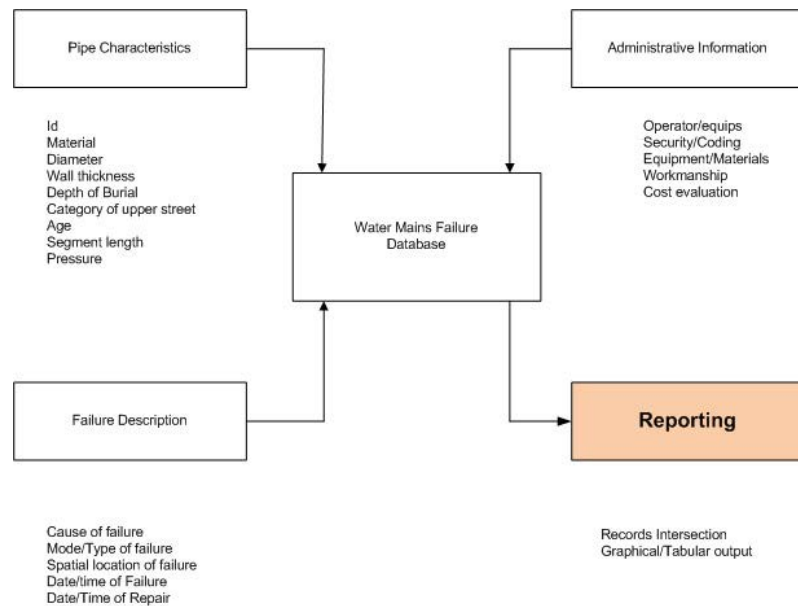 Pipe Characteristics
Administrative Information
Id
Material
Diameter
Wall thickness
Depth of Burial
Category of upper street
Age
Segment length
Pressure
Operator/equips
Security/Coding
Equipment/Materials
Workmanship
Cost evaluation
Water Mains Failure
Database
Failure Description
Reporting
Cause of failure
Mode/Type of failure
Spatial location of failure
Date/time of Failure
Date/Time of Repair
Records Intersection
Graphical/Tabular output